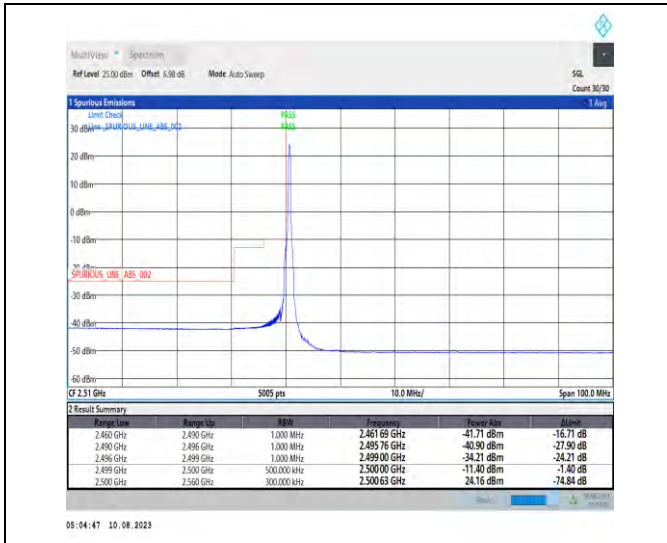 MultiView Spectrum
Ref Level 25.00 dBm Offset 6.98 dB Mode Auto Sweep SGL
Count 30/30
1 Spurious Emissions 1 Avg
Limit Check PASS
30 dBm Line _SPURIOUS_LINE_ABS_002 PASS
20 dBm
10 dBm
0 dBm
-10 dBm
-20 dBm
SPURIOUS_LINE_ABS_002
-30 dBm
-40 dBm
-50 dBm
-60 dBm
CF 2.51 GHz 5005 pts 10.0 MHz/ Span 100.0 MHz
2 Result Summary
Range Low Range Up RBW Frequency Power Abs ΔLimit
2.460 GHz 2.490 GHz 1.000 MHz 2.461 69 GHz -41.71 dBm -16.71 dB
2.490 GHz 2.496 GHz 1.000 MHz 2.495 76 GHz -40.90 dBm -27.90 dB
2.496 GHz 2.499 GHz 1.000 MHz 2.499 00 GHz -34.21 dBm -24.21 dB
2.499 GHz 2.500 GHz 500.000 kHz 2.500 00 GHz -11.40 dBm -1.40 dB
2.500 GHz 2.560 GHz 300.000 kHz 2.500 63 GHz 24.16 dBm -74.84 dB
05:04:47 10.08.2023